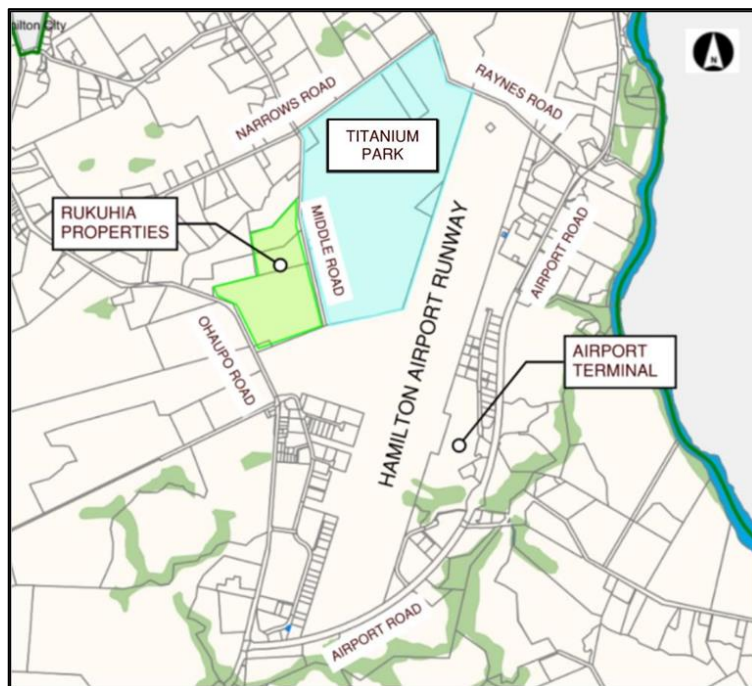 ilton City
N
NARROWS ROAD
RAYNES ROAD
TITANIUM
PARK
RUKUHIA
PROPERTIES
MIDDLE ROAD
AIRPORT ROAD
OHAUPO ROAD
HAMILTON AIRPORT RUNWAY
AIRPORT
TERMINAL
AIRPORT ROAD